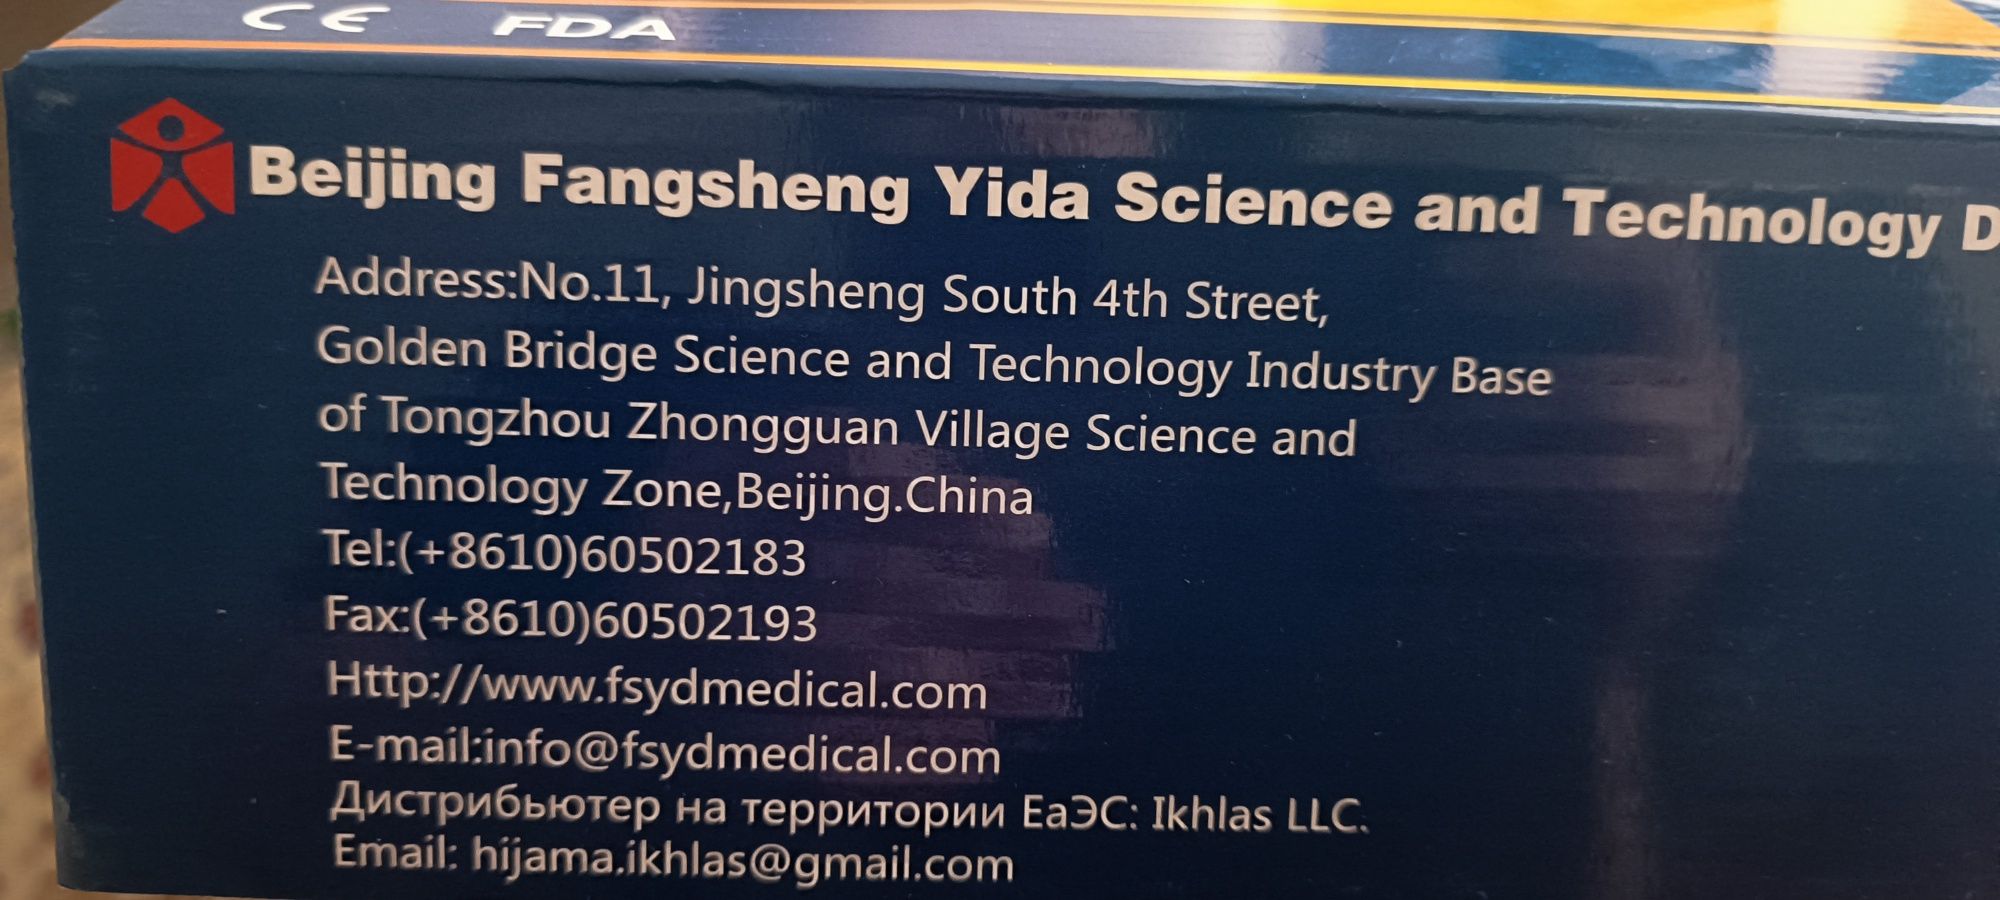 CE FDA
Beijing Fangsheng Yida Science and Technology D
Address:No.11, Jingsheng South 4th Street,
Golden Bridge Science and Technology Industry Base
of Tongzhou Zhongguan Village Science and
Technology Zone,Beijing.China
Tel:(+8610)60502183
Fax:(+8610)60502193
Http://www.fsydmedical.com
E-mail:info@fsydmedical.com
Дистрибьютер на территории ЕаЭС: Ikhlas LLC.
Email: hijama.ikhlas@gmail.com